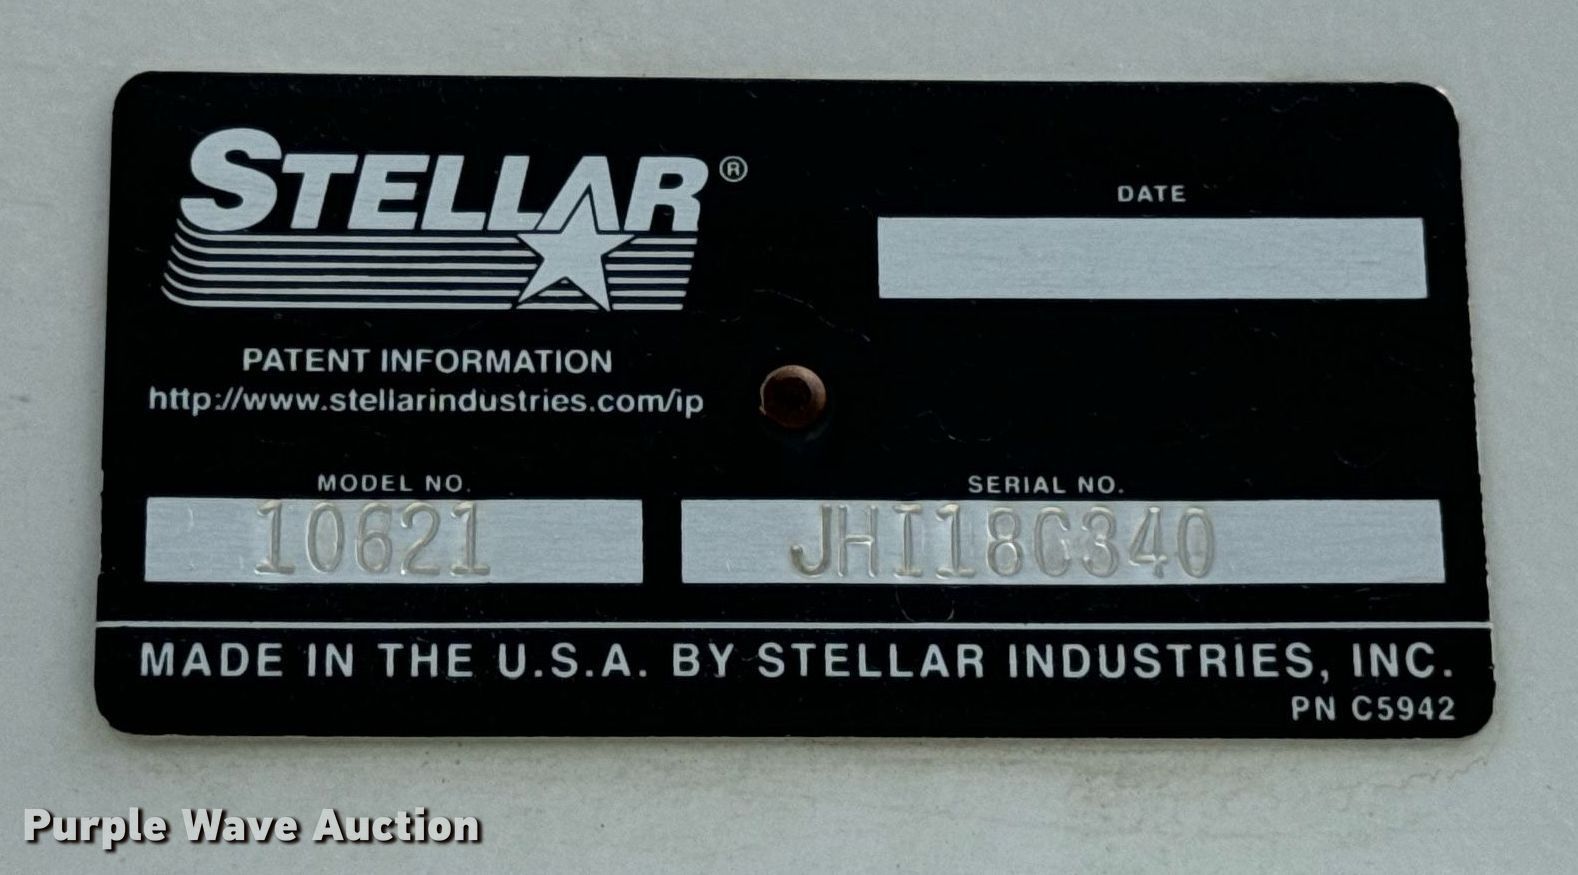 STELLAR®
DATE
PATENT INFORMATION
http://www.stellarindustries.com/ip
MODEL NO.
10621
SERIAL NO.
JHI18G340
MADE IN THE U.S.A. BY STELLAR INDUSTRIES, INC.
PN C5942
Purple Wave Auction